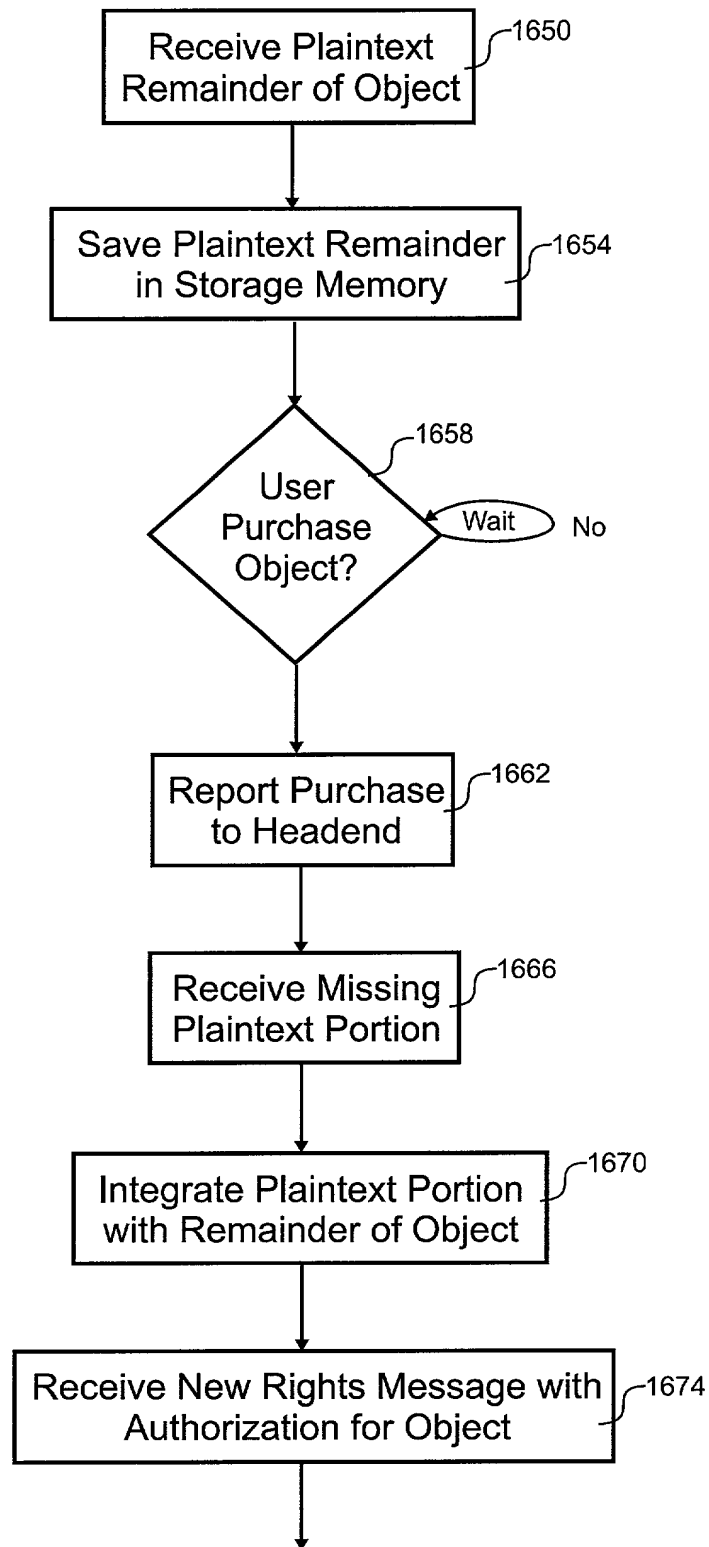 Receive Plaintext
Remainder of Object
1650
Save Plaintext Remainder
in Storage Memory
1654
User
Purchase
Object?
1658
Wait
No
Report Purchase
to Headend
1662
Receive Missing
Plaintext Portion
1666
Integrate Plaintext Portion
with Remainder of Object
1670
Receive New Rights Message with
Authorization for Object
1674